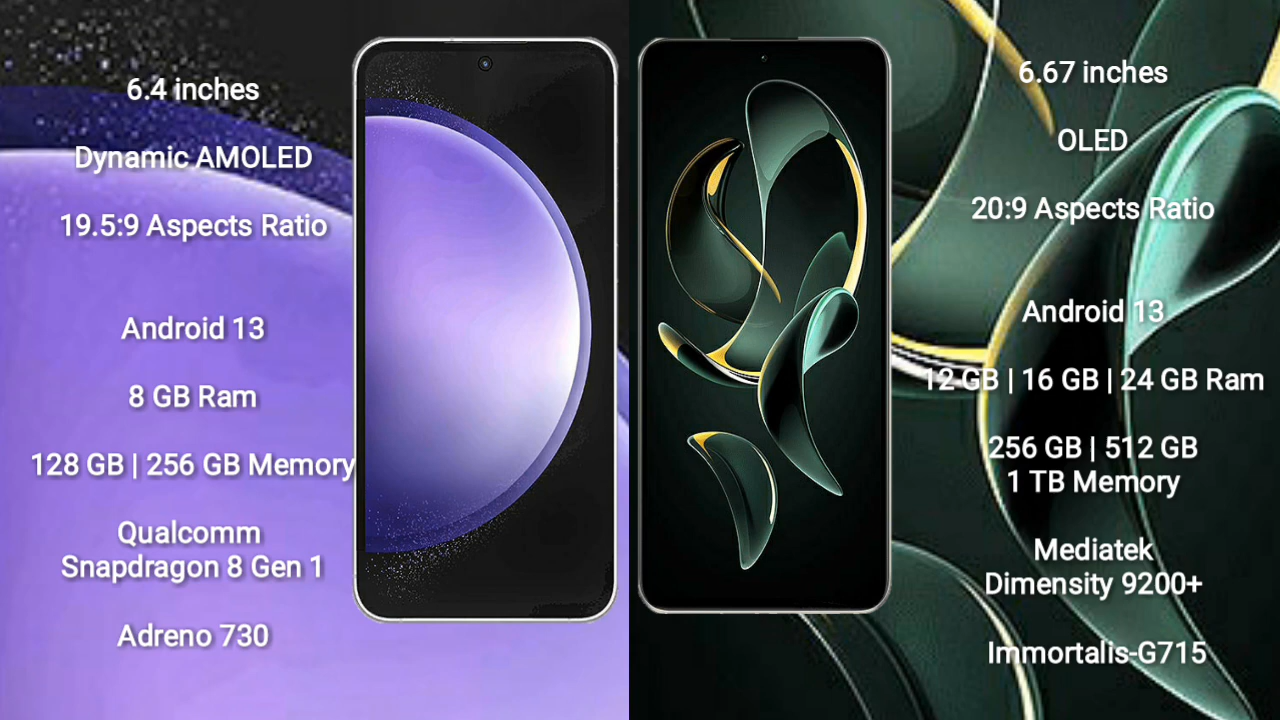 6.4 inches
Dynamic AMOLED
19.5:9 Aspects Ratio
Android 13
8 GB Ram
128 GB | 256 GB Memory
Qualcomm
Snapdragon 8 Gen 1
Adreno 730
6.67 inches
OLED
20:9 Aspects Ratio
Android 13
12 GB | 16 GB | 24 GB Ram
256 GB | 512 GB
1 TB Memory
Mediatek
Dimensity 9200+
Immortalis-G715